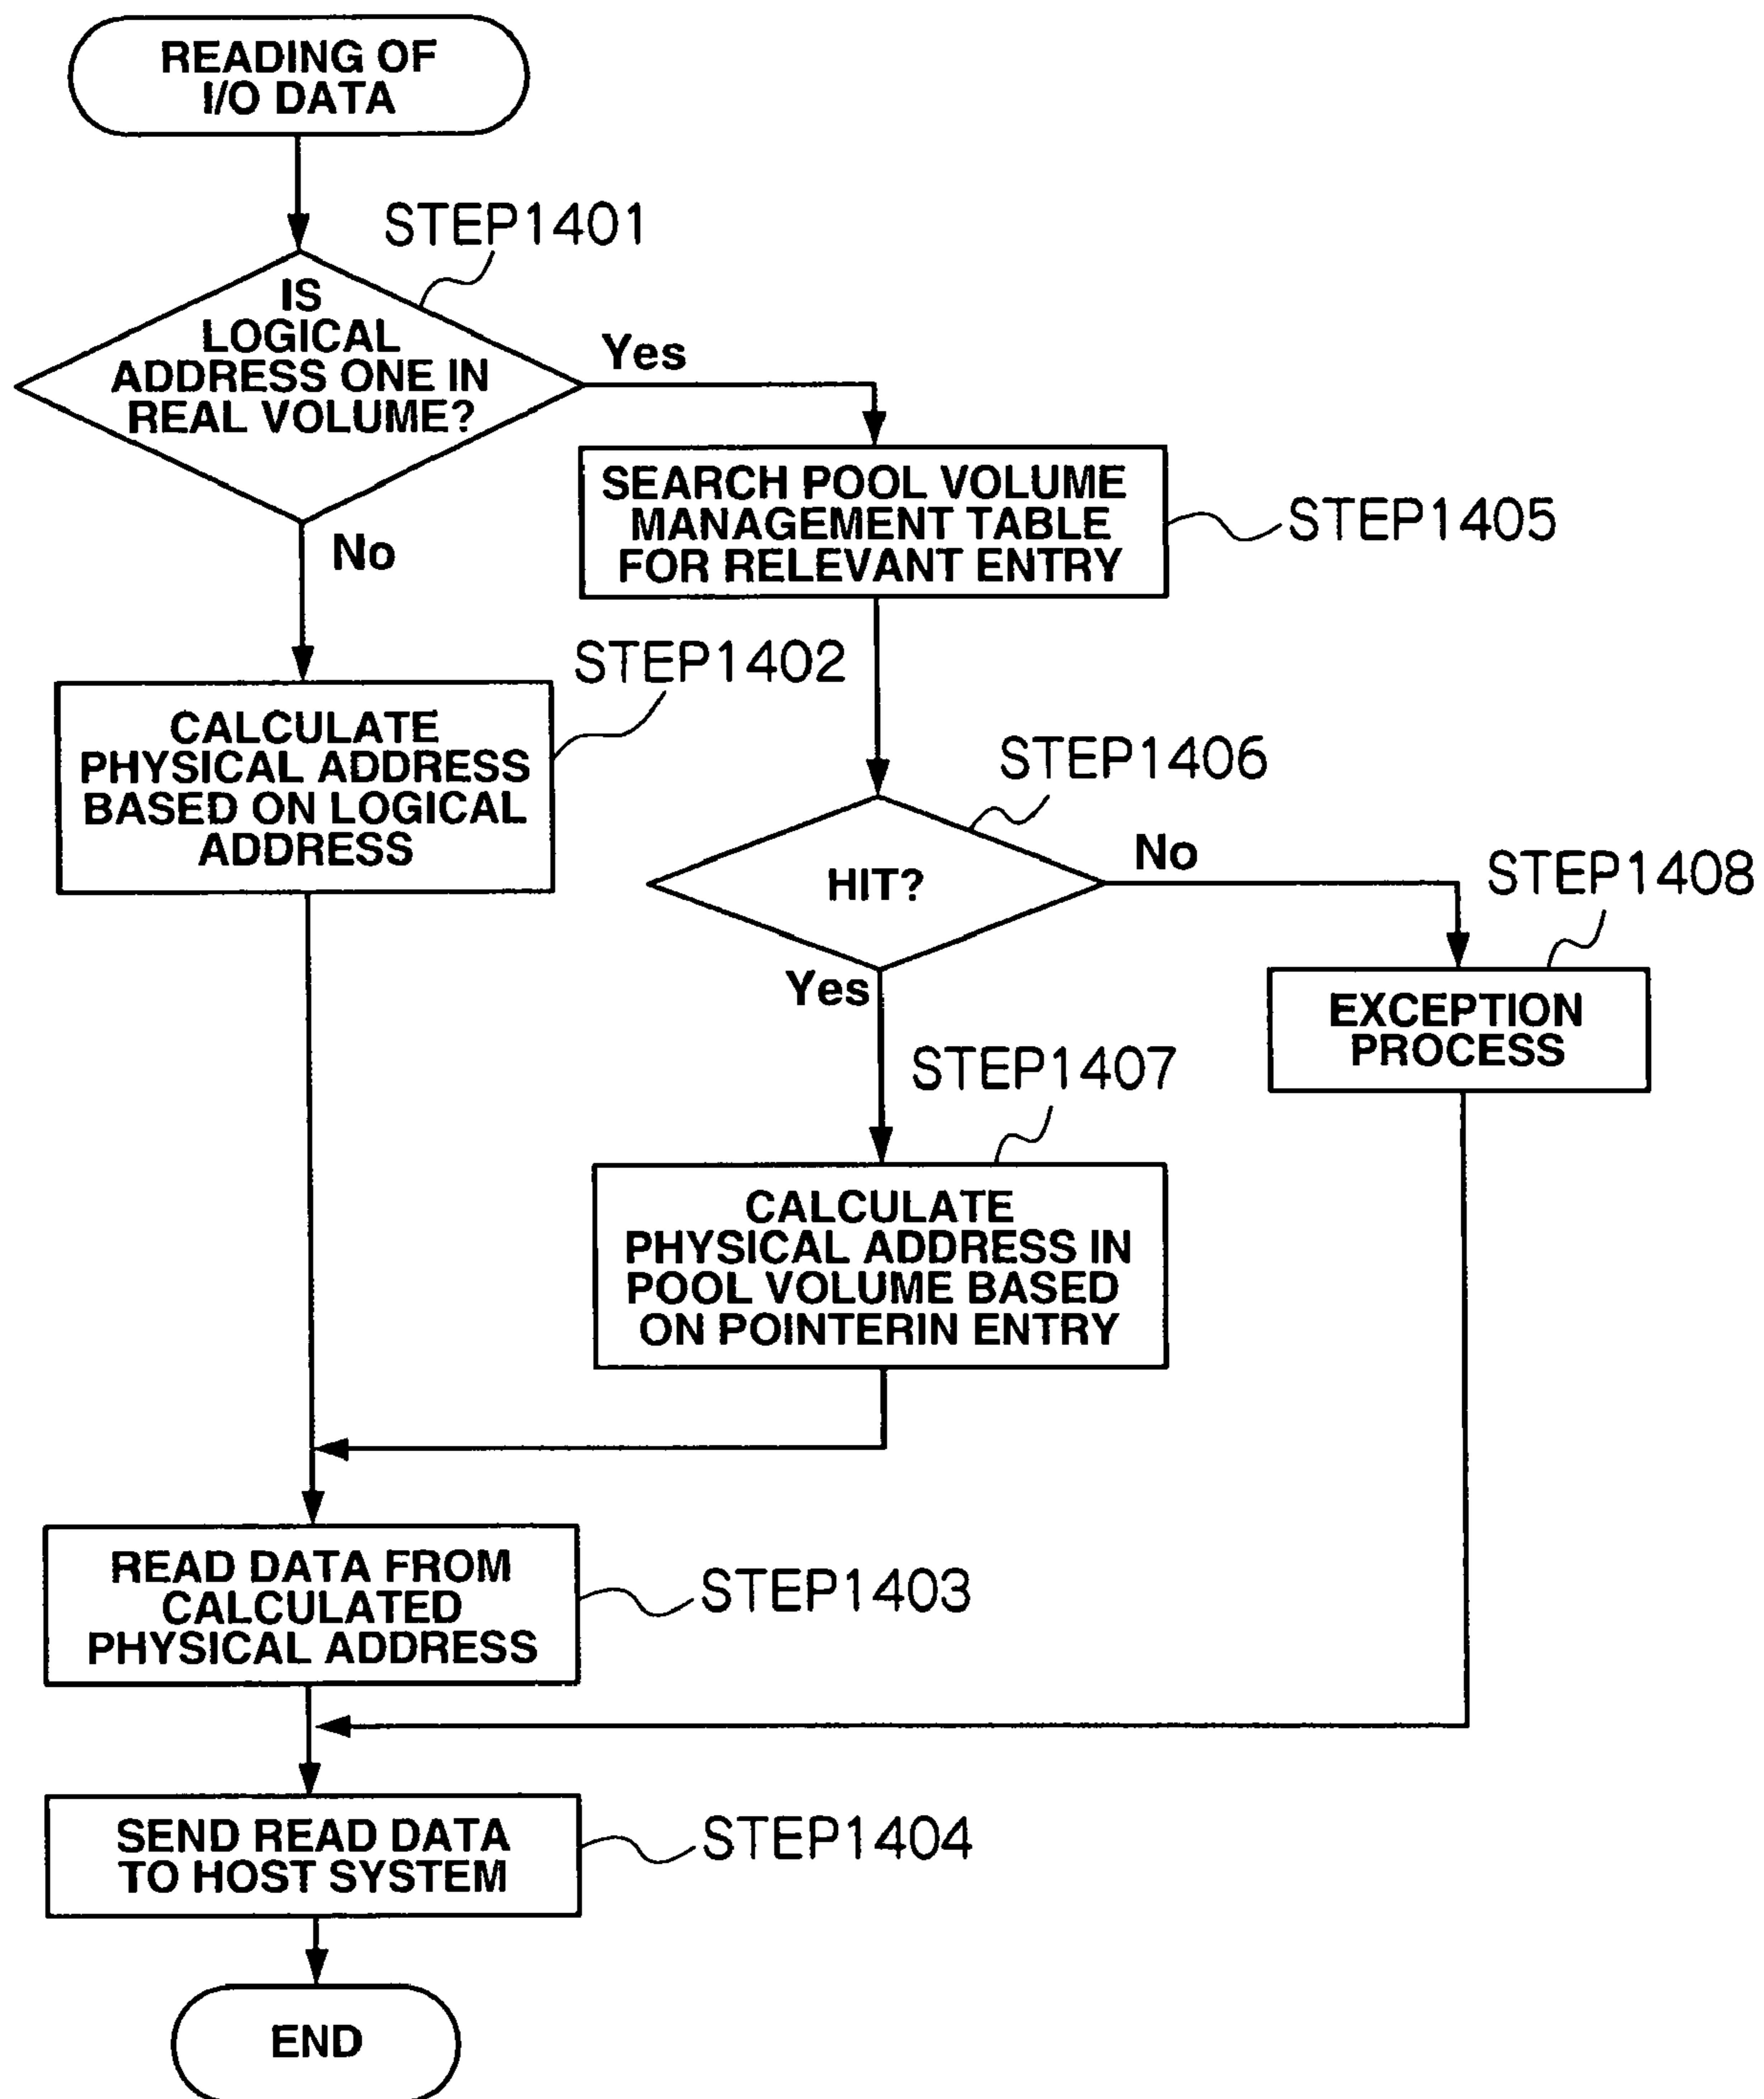 READING OF
I/O DATA
STEP1401
IS
LOGICAL
ADDRESS ONE IN
REAL VOLUME?
Yes
No
SEARCH POOL VOLUME
MANAGEMENT TABLE
FOR RELEVANT ENTRY
STEP1405
STEP1402
CALCULATE
PHYSICAL ADDRESS
BASED ON LOGICAL
ADDRESS
STEP1406
HIT?
No
Yes
STEP1408
EXCEPTION
PROCESS
STEP1407
CALCULATE
PHYSICAL ADDRESS IN
POOL VOLUME BASED
ON POINTERIN ENTRY
READ DATA FROM
CALCULATED
PHYSICAL ADDRESS
STEP1403
SEND READ DATA
TO HOST SYSTEM
STEP1404
END